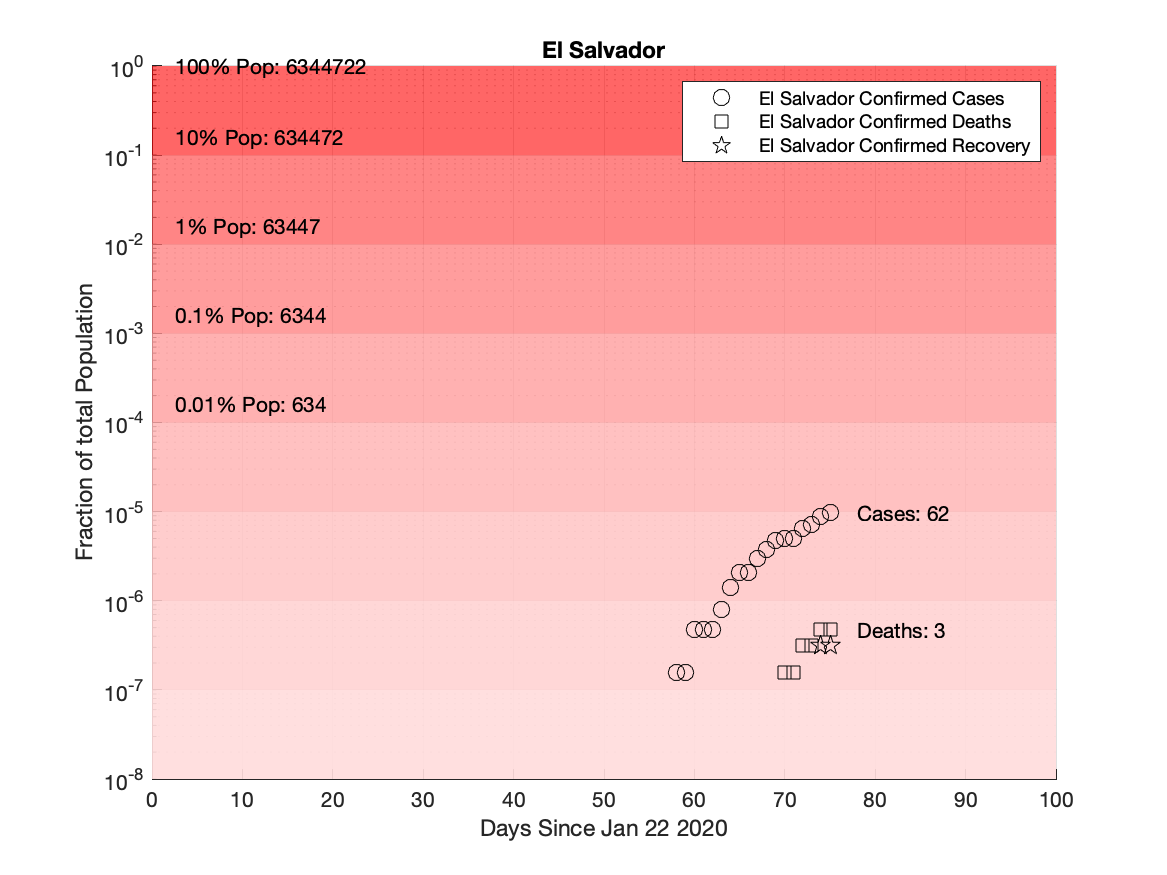 El Salvador
10^0
10^-1
10^-2
10^-3
10^-4
10^-5
10^-6
10^-7
10^-8
Fraction of total Population
100% Pop: 6344722
10% Pop: 634472
1% Pop: 63447
0.1% Pop: 6344
0.01% Pop: 634
El Salvador Confirmed Cases
El Salvador Confirmed Deaths
El Salvador Confirmed Recovery
Cases: 62
Deaths: 3
0 10 20 30 40 50 60 70 80 90 100
Days Since Jan 22 2020